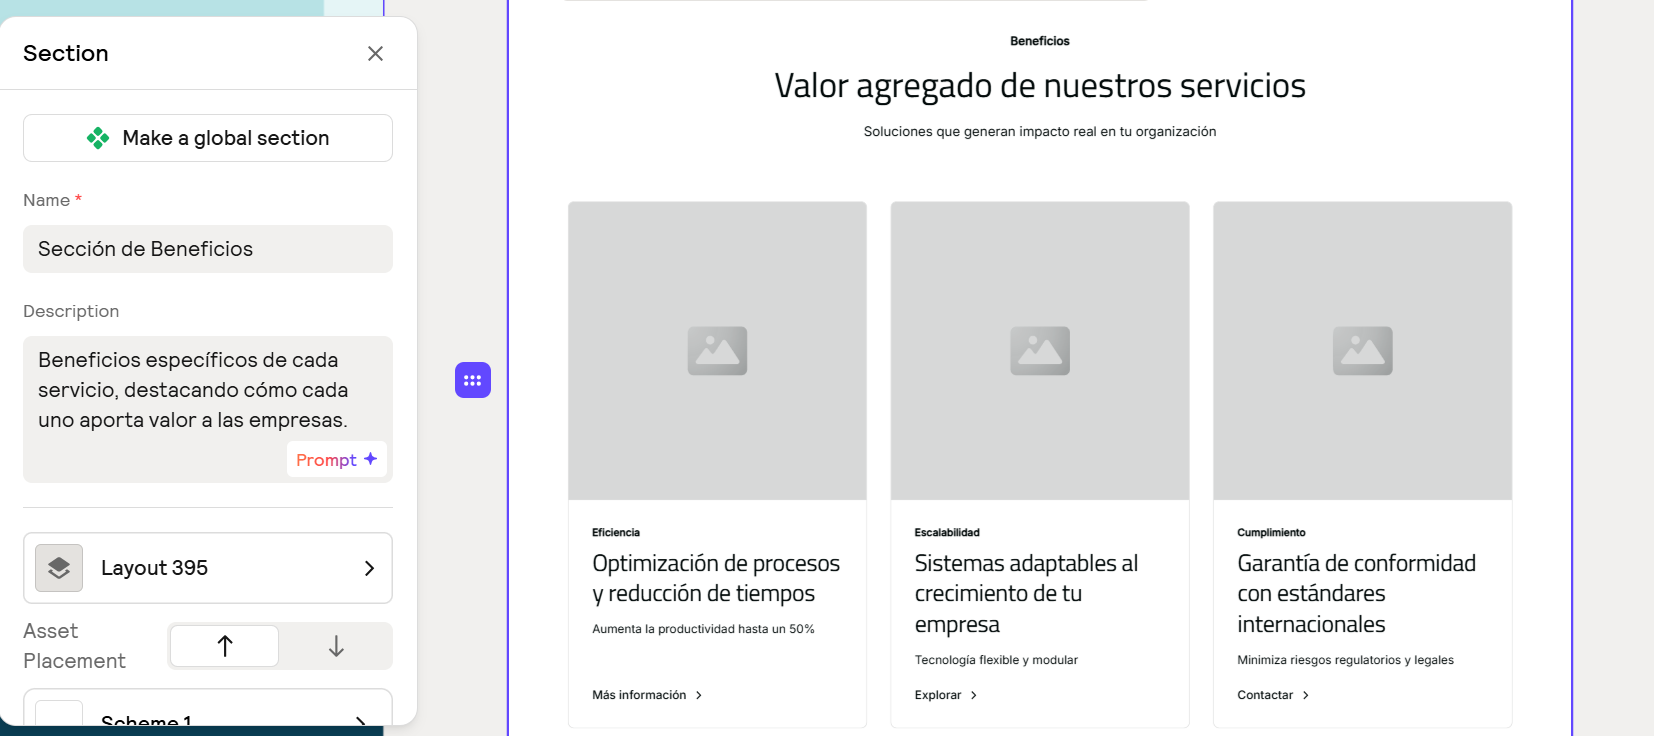 Section
Make a global section
Name *
Sección de Beneficios
Description
Beneficios específicos de cada
servicio, destacando cómo cada
uno aporta valor a las empresas.
Prompt
Layout 395
Asset
Placement
Scheme 1
Beneficios
Valor agregado de nuestros servicios
Soluciones que generan impacto real en tu organización
Eficiencia
Optimización de procesos
y reducción de tiempos
Aumenta la productividad hasta un 50%
Más información
Escalabilidad
Sistemas adaptables al
crecimiento de tu
empresa
Tecnología flexible y modular
Explorar
Cumplimiento
Garantía de conformidad
con estándares
internacionales
Minimiza riesgos regulatorios y legales
Contactar